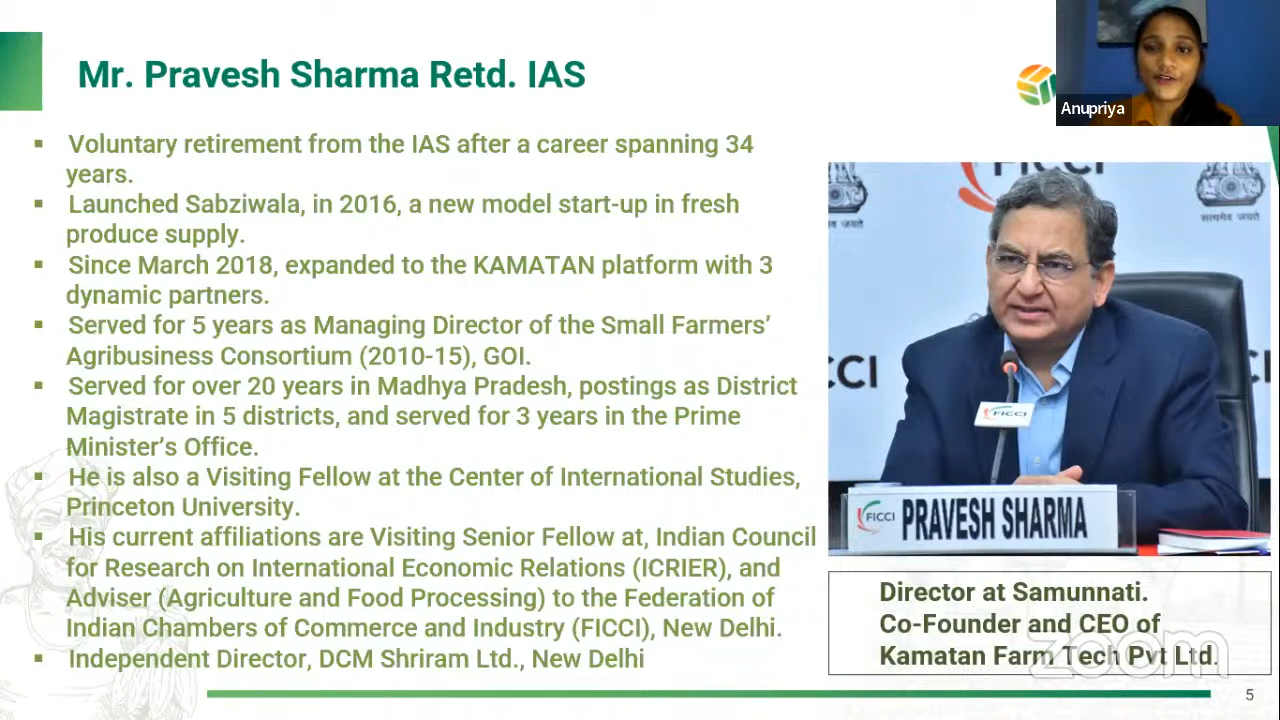 Mr. Pravesh Sharma Retd. IAS
Anupriya
▪ Voluntary retirement from the IAS after a career spanning 34
years.
▪ Launched Sabziwala, in 2016, a new model start-up in fresh
produce supply.
▪ Since March 2018, expanded to the KAMATAN platform with 3
dynamic partners.
▪ Served for 5 years as Managing Director of the Small Farmers’
Agribusiness Consortium (2010-15), GOI.
▪ Served for over 20 years in Madhya Pradesh, postings as District
Magistrate in 5 districts, and served for 3 years in the Prime
Minister’s Office.
▪ He is also a Visiting Fellow at the Center of International Studies,
Princeton University.
▪ His current affiliations are Visiting Senior Fellow at, Indian Council
for Research on International Economic Relations (ICRIER), and
Adviser (Agriculture and Food Processing) to the Federation of
Indian Chambers of Commerce and Industry (FICCI), New Delhi.
▪ Independent Director, DCM Shriram Ltd., New Delhi
FICCI
सत्यमेव जयते
FICCI
FICCI PRAVESH SHARMA
Director at Samunnati.
Co-Founder and CEO of
Kamatan Farm Tech Pvt Ltd.
zoom
5